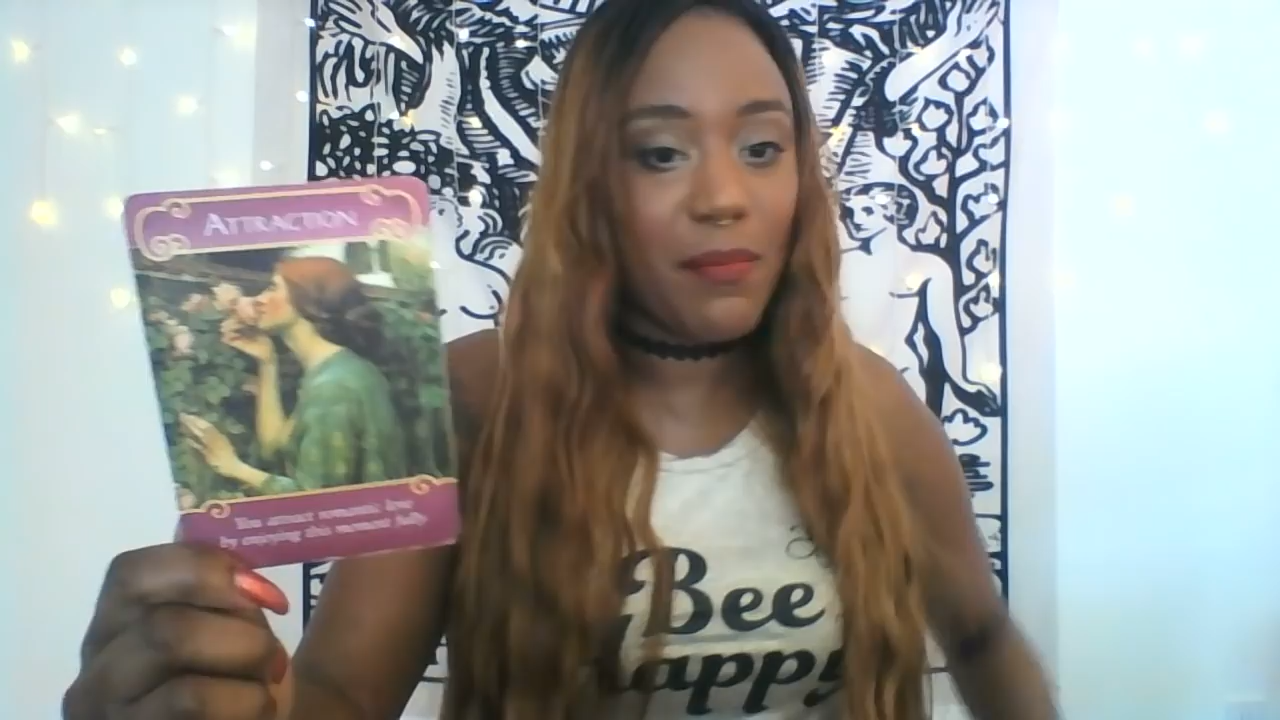 ATTRACTION
You attract romantic love
by enjoying this moment fully.
Bee
happy